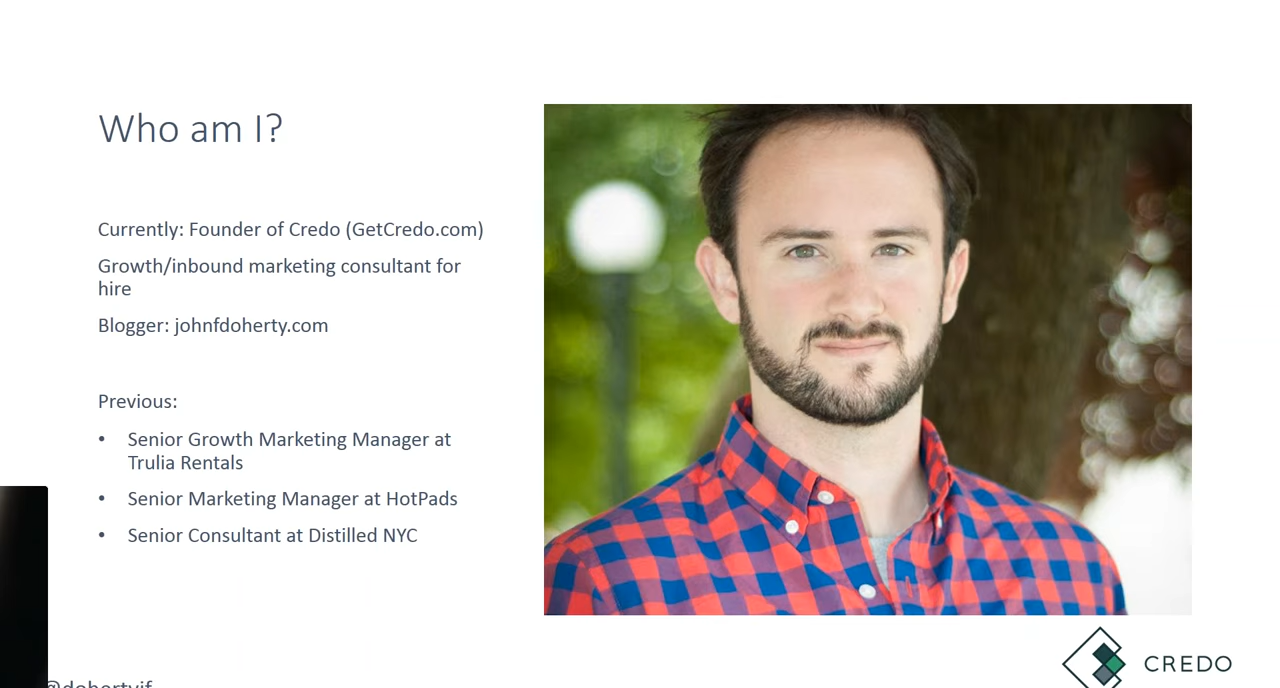 Who am I?
Currently: Founder of Credo (GetCredo.com)
Growth/inbound marketing consultant for
hire
Blogger: johnfdoherty.com
Previous:
• Senior Growth Marketing Manager at
Trulia Rentals
• Senior Marketing Manager at HotPads
• Senior Consultant at Distilled NYC
CREDO